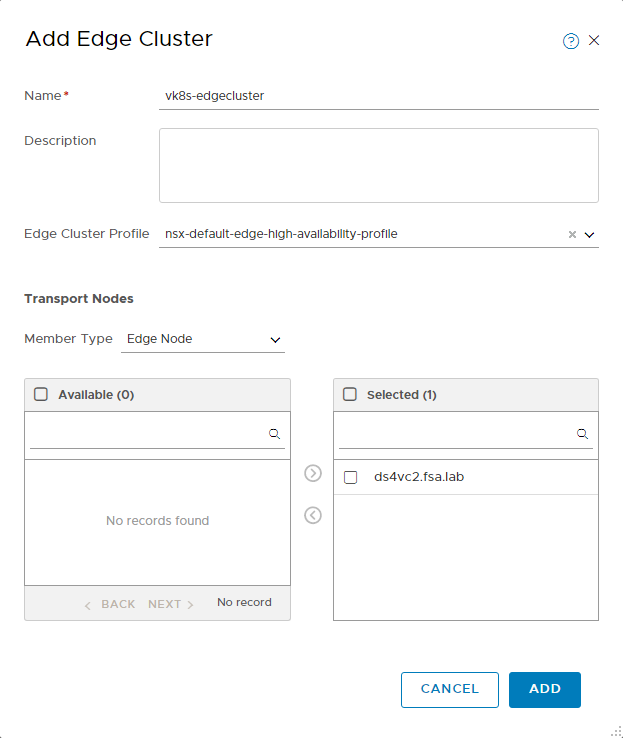 Add Edge Cluster
Name*
vk8s-edgecluster
Description
Edge Cluster Profile
nsx-default-edge-high-availability-profile
Transport Nodes
Member Type
Edge Node
Available (0)
No records found
BACK NEXT No record
Selected (1)
ds4vc2.fsa.lab
CANCEL ADD